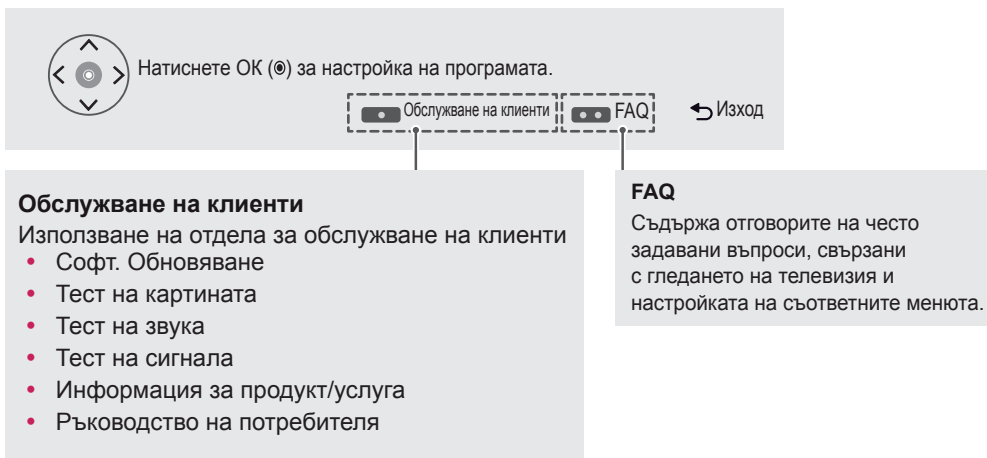 Натиснете ОК (◉) за настройка на програмата.
Обслужване на клиенти FAQ Изход
Обслужване на клиенти
Използване на отдела за обслужване на клиенти
• Софт. Обновяване
• Тест на картината
• Тест на звука
• Тест на сигнала
• Информация за продукт/услуга
• Ръководство на потребителя
FAQ
Съдържа отговорите на често
задавани въпроси, свързани
с гледането на телевизия и
настройката на съответните менюта.